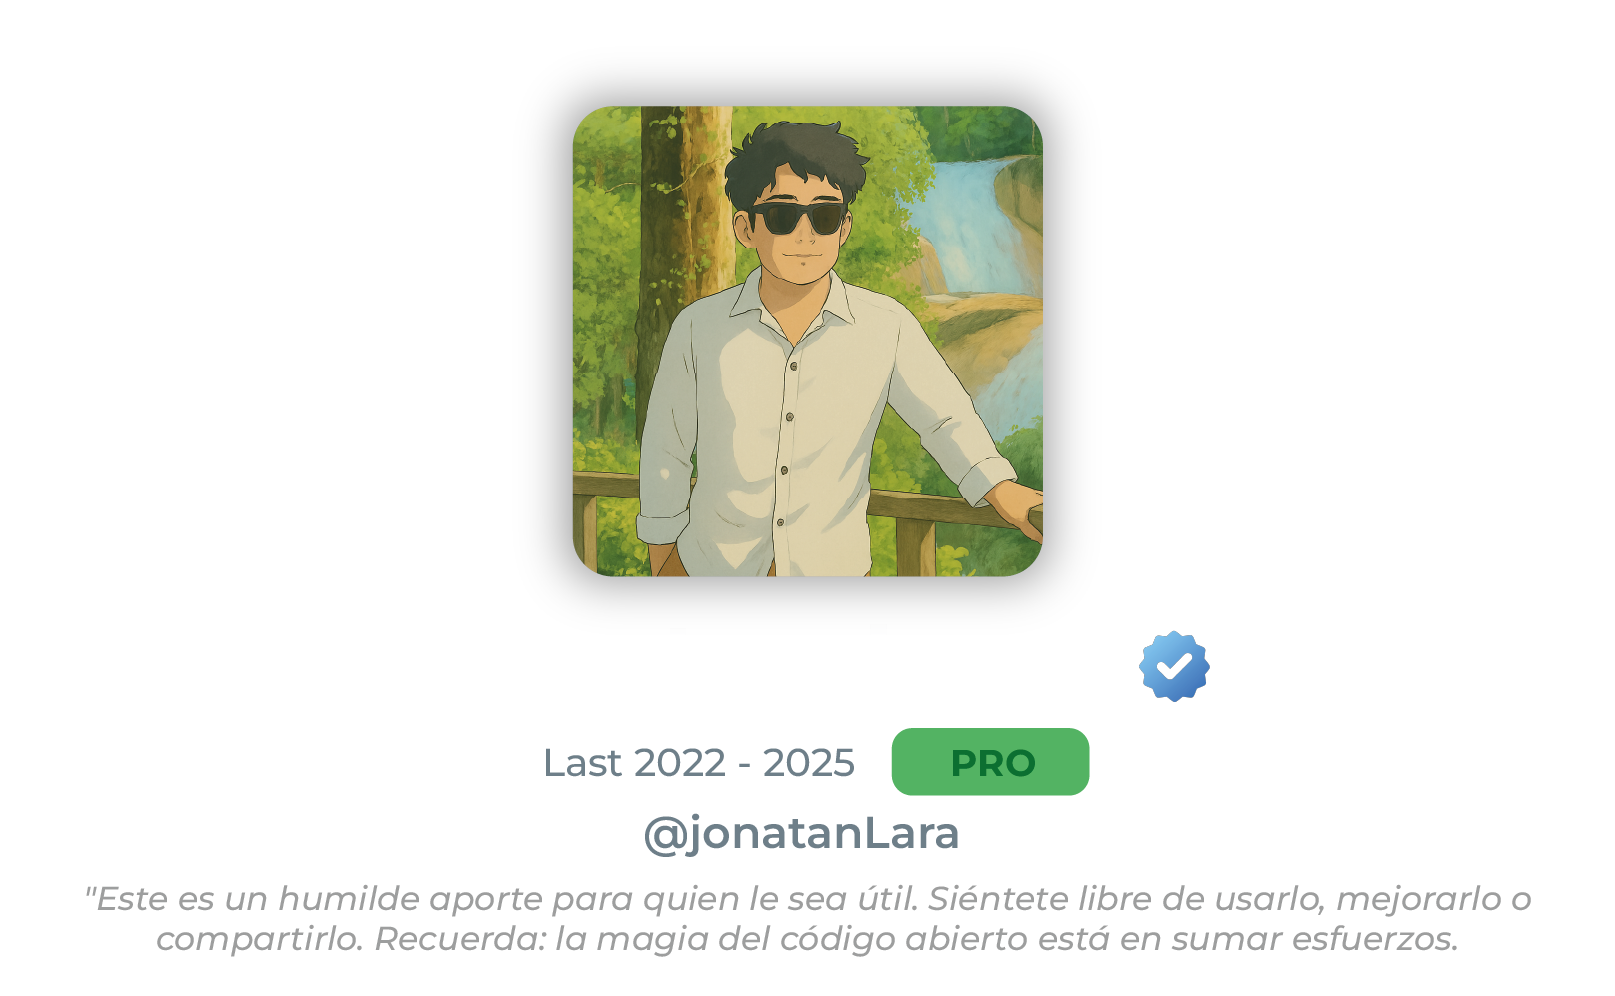 Last 2022 - 2025 PRO
@jonatanLara
"Este es un humilde aporte para quien le sea útil. Siéntete libre de usarlo, mejorarlo o
compartirlo. Recuerda: la magia del código abierto está en sumar esfuerzos.